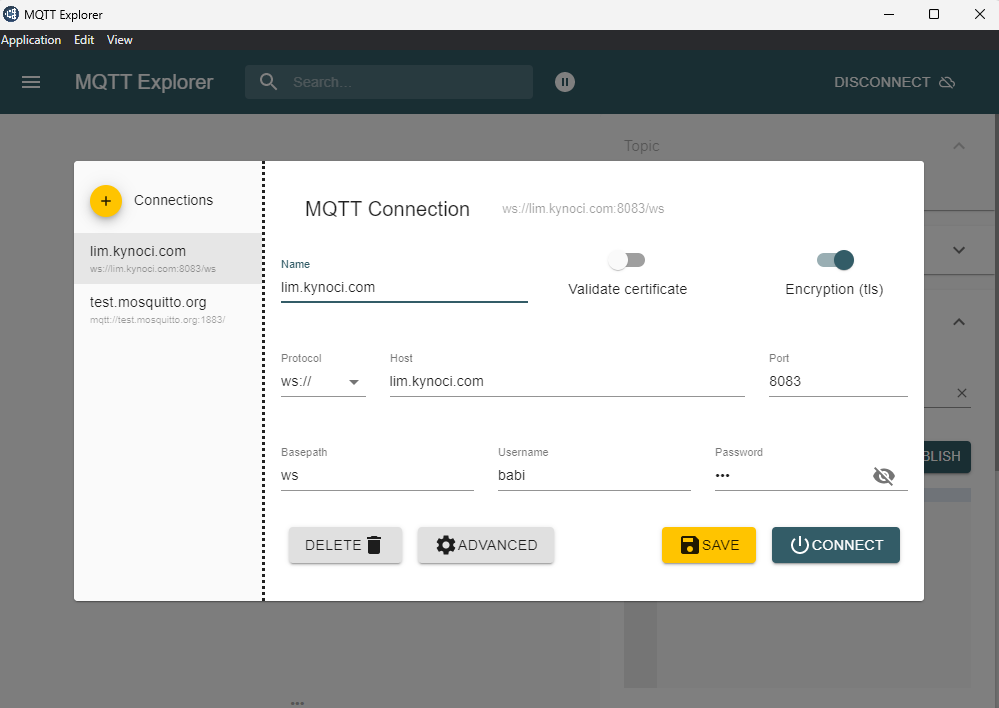 MQTT Explorer
Application Edit View
MQTT Explorer Search... DISCONNECT
Topic
Connections
lim.kynoci.com
ws://lim.kynoci.com:8083/ws
test.mosquitto.org
mqtt://test.mosquitto.org:1883/
MQTT Connection ws://lim.kynoci.com:8083/ws
Name
lim.kynoci.com
Validate certificate Encryption (tls)
Protocol Host Port
ws:// lim.kynoci.com 8083
Basepath Username Password
ws babi •••
BLISH
DELETE ADVANCED SAVE CONNECT